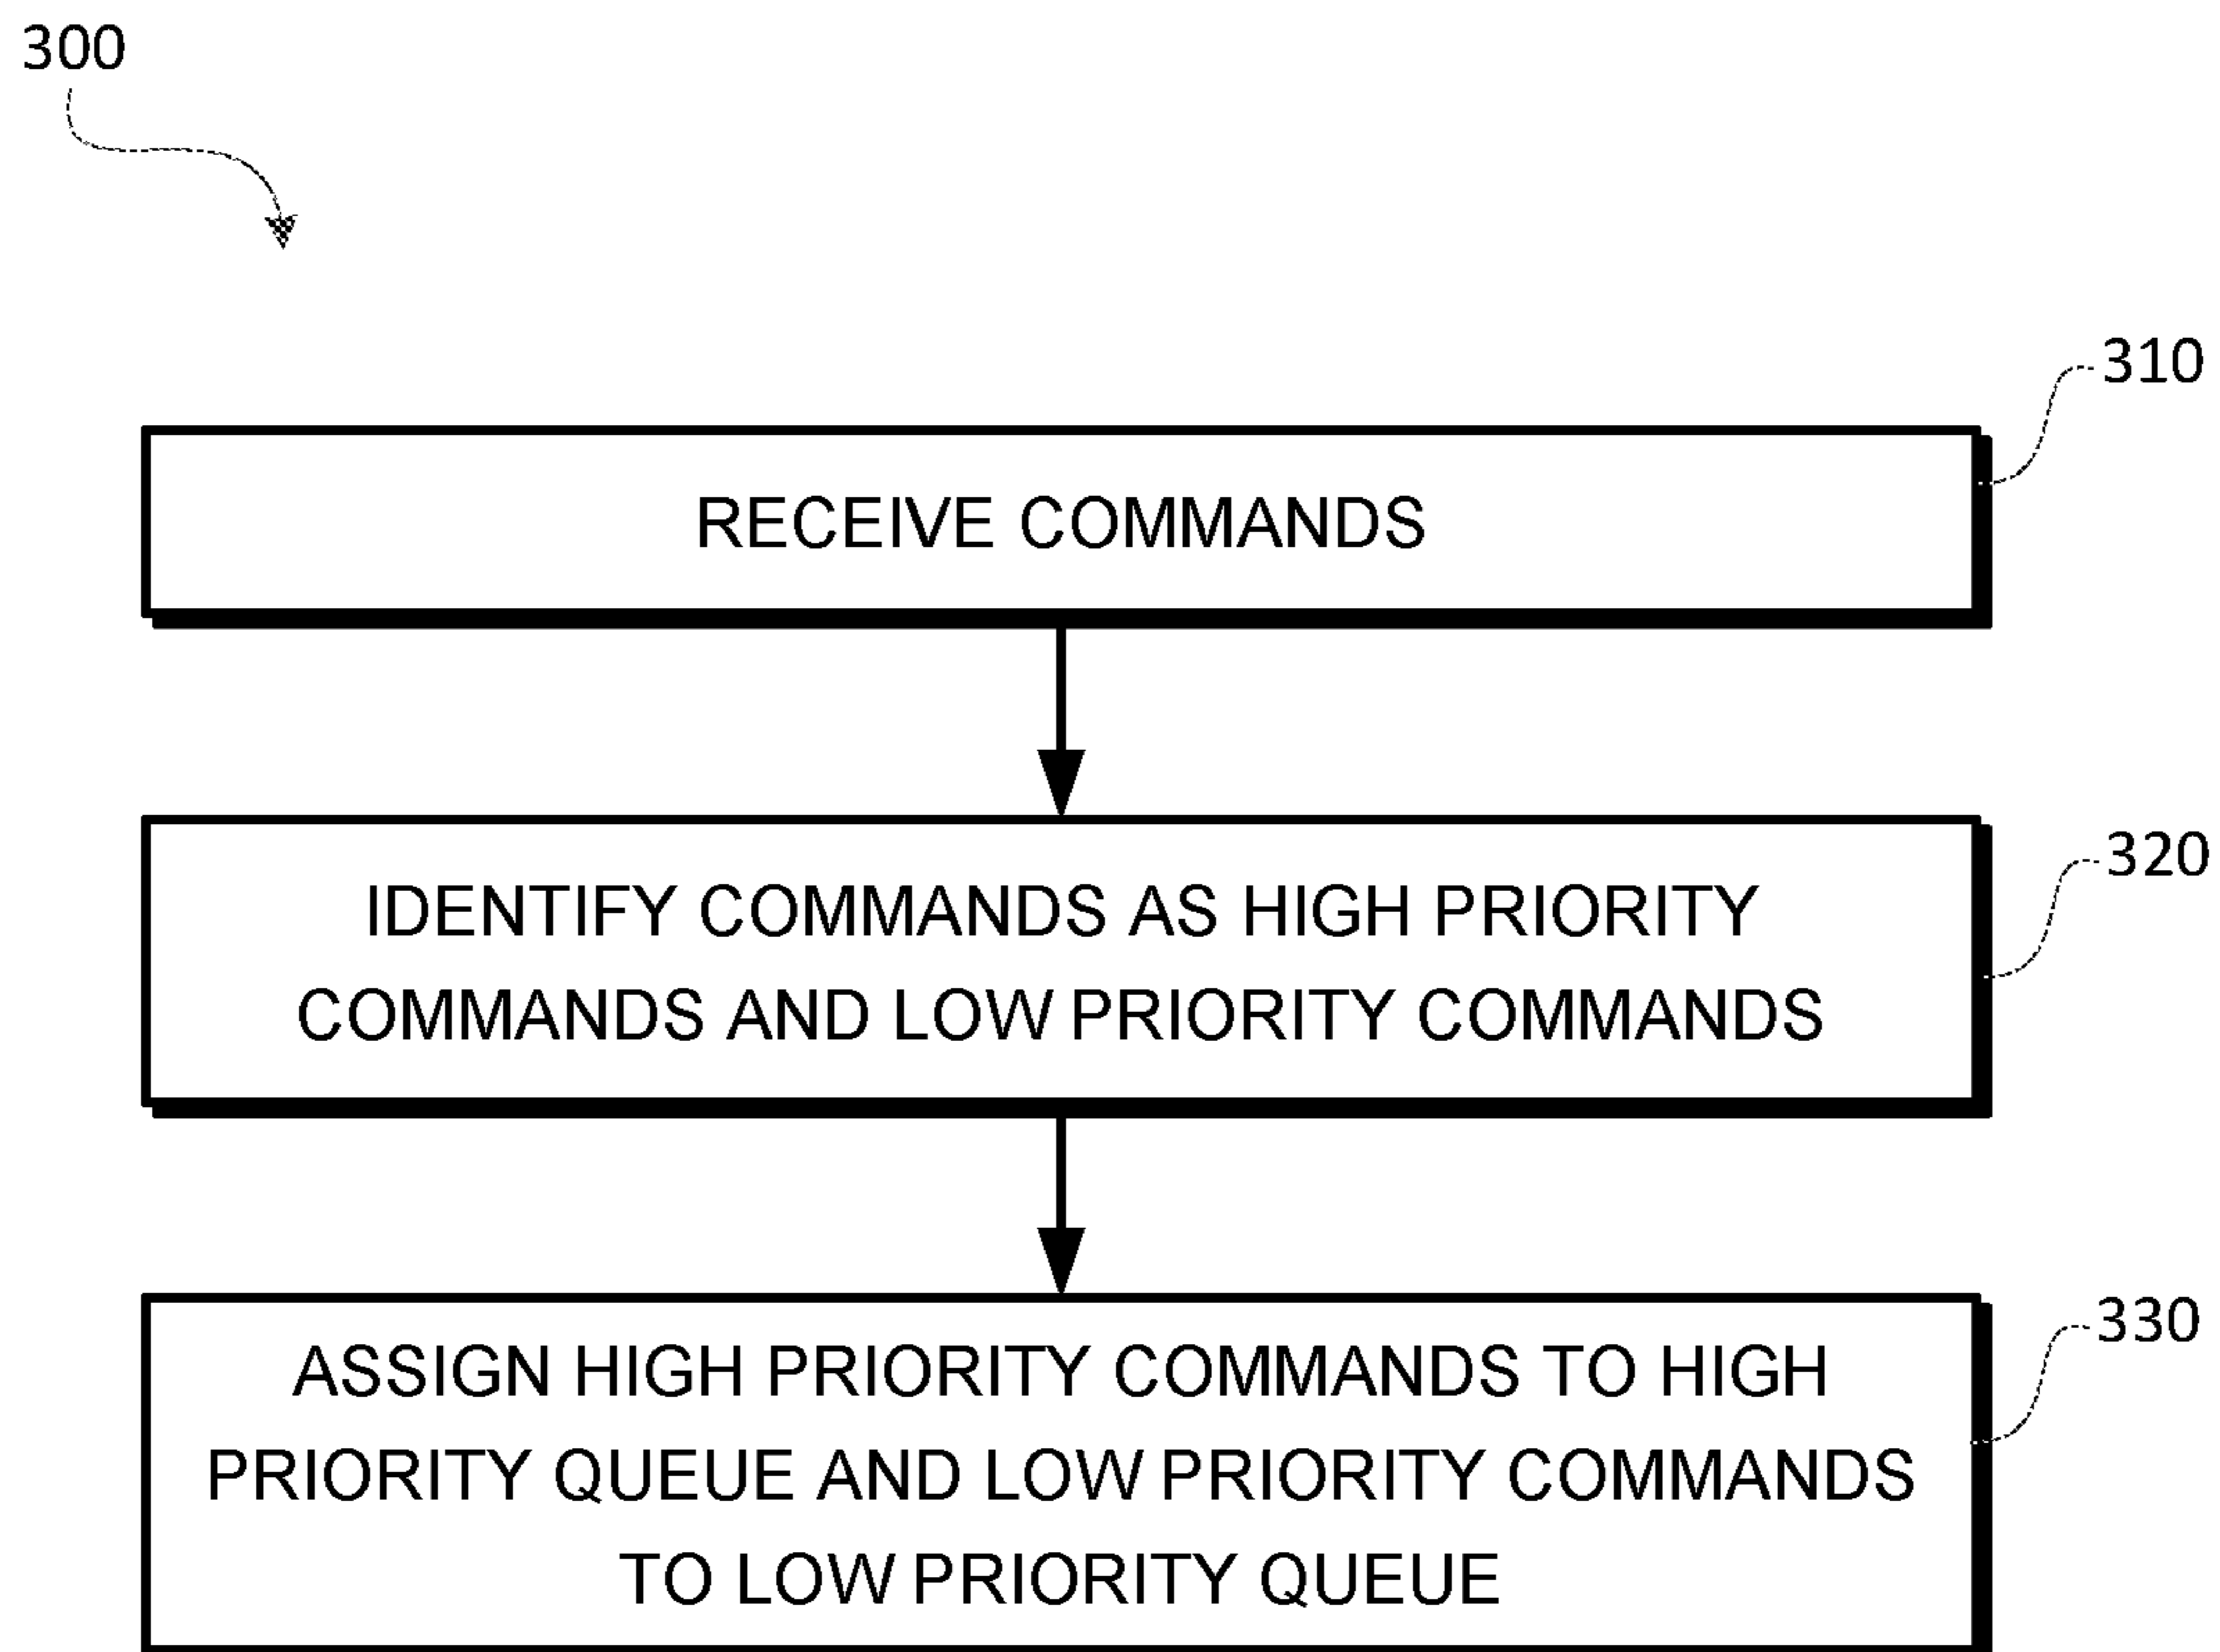 300
310
RECEIVE COMMANDS
320
IDENTIFY COMMANDS AS HIGH PRIORITY
COMMANDS AND LOW PRIORITY COMMANDS
330
ASSIGN HIGH PRIORITY COMMANDS TO HIGH
PRIORITY QUEUE AND LOW PRIORITY COMMANDS
TO LOW PRIORITY QUEUE